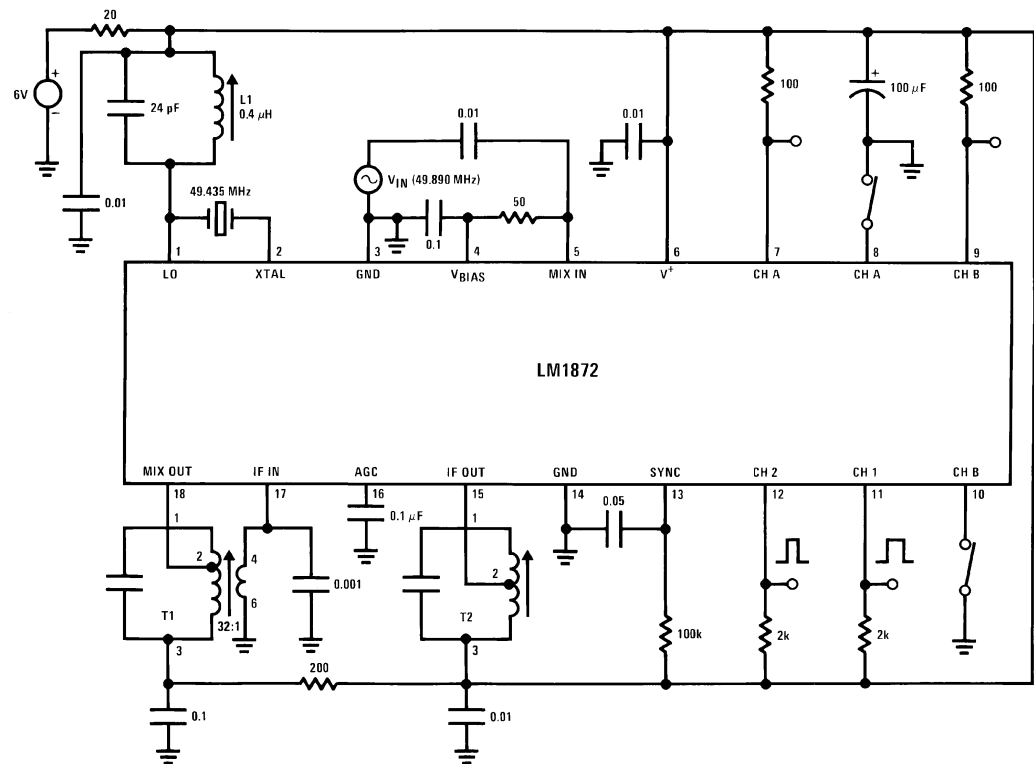 20
6V
+
−
24 pF
L1
0.4 μH
0.01
49.435 MHz
0.01
VIN (49.890 MHz)
0.1
50
0.01
100
+
100 μF
100
1
2
3
4
5
6
7
8
9
LO
XTAL
GND
VBIAS
MIX IN
V+
CH A
CH A
CH B
LM1872
MIX OUT
IF IN
AGC
IF OUT
GND
SYNC
CH 2
CH 1
CH B
18
17
16
15
14
13
12
11
10
1
2
T1
32:1
3
4
6
0.001
0.1 μF
1
2
T2
3
0.05
100k
2k
2k
200
0.1
0.01